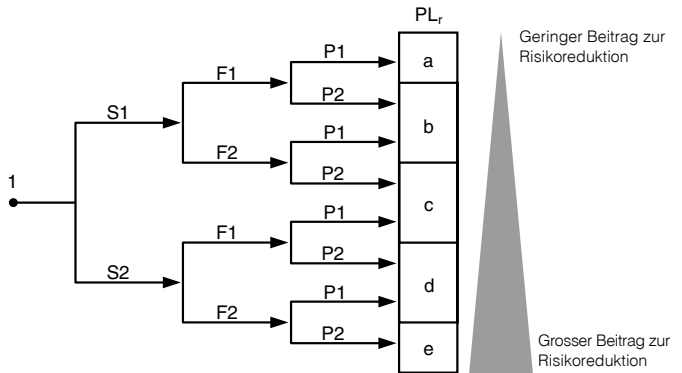 PLr
Geringer Beitrag zur
Risikoreduktion
P1
a
F1
P2
S1
b
P1
F2
P2
1
c
P1
F1
P2
S2
d
P1
F2
P2
e
Grosser Beitrag zur
Risikoreduktion